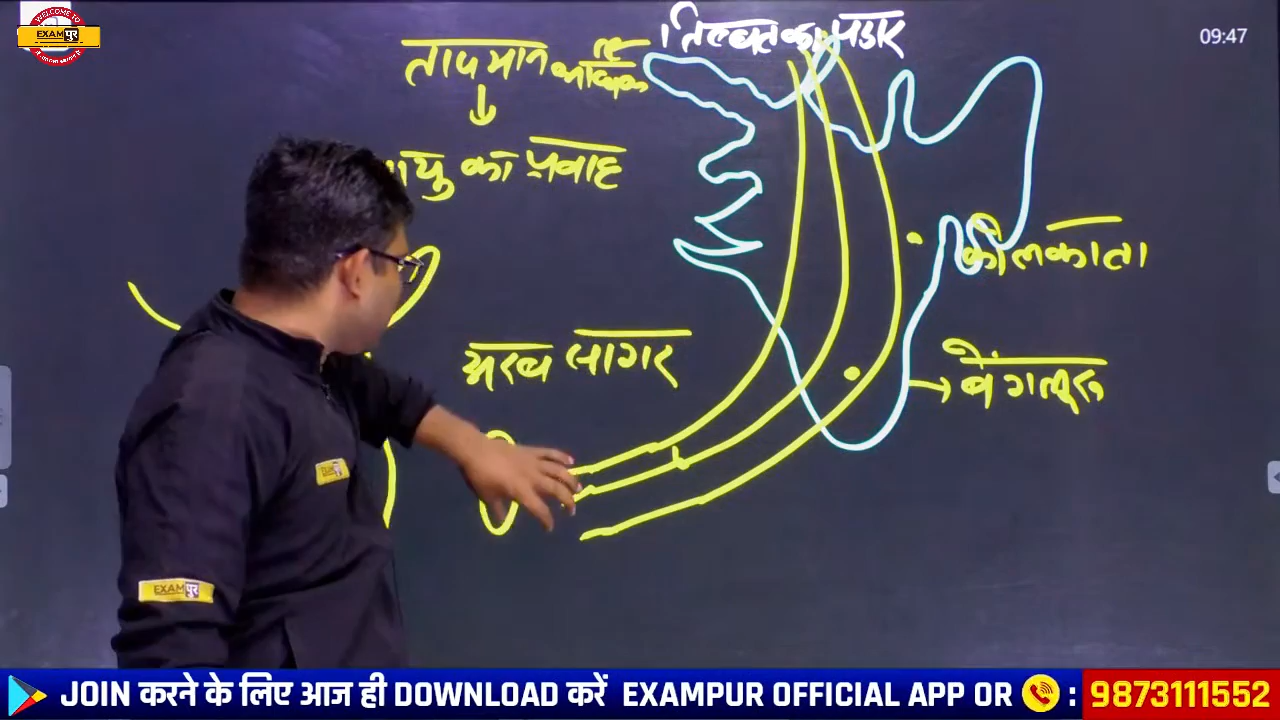 WELCOME TO
EXAMपुर
तिब्बत का पठार
09:47
तापमान
वायु का प्रवाह
कोलकाता
अरब सागर
बेंगलूरू
EXAMपुर
EXAMपुर
JOIN करने के लिए आज ही DOWNLOAD करें EXAMPUR OFFICIAL APP OR : 9873111552